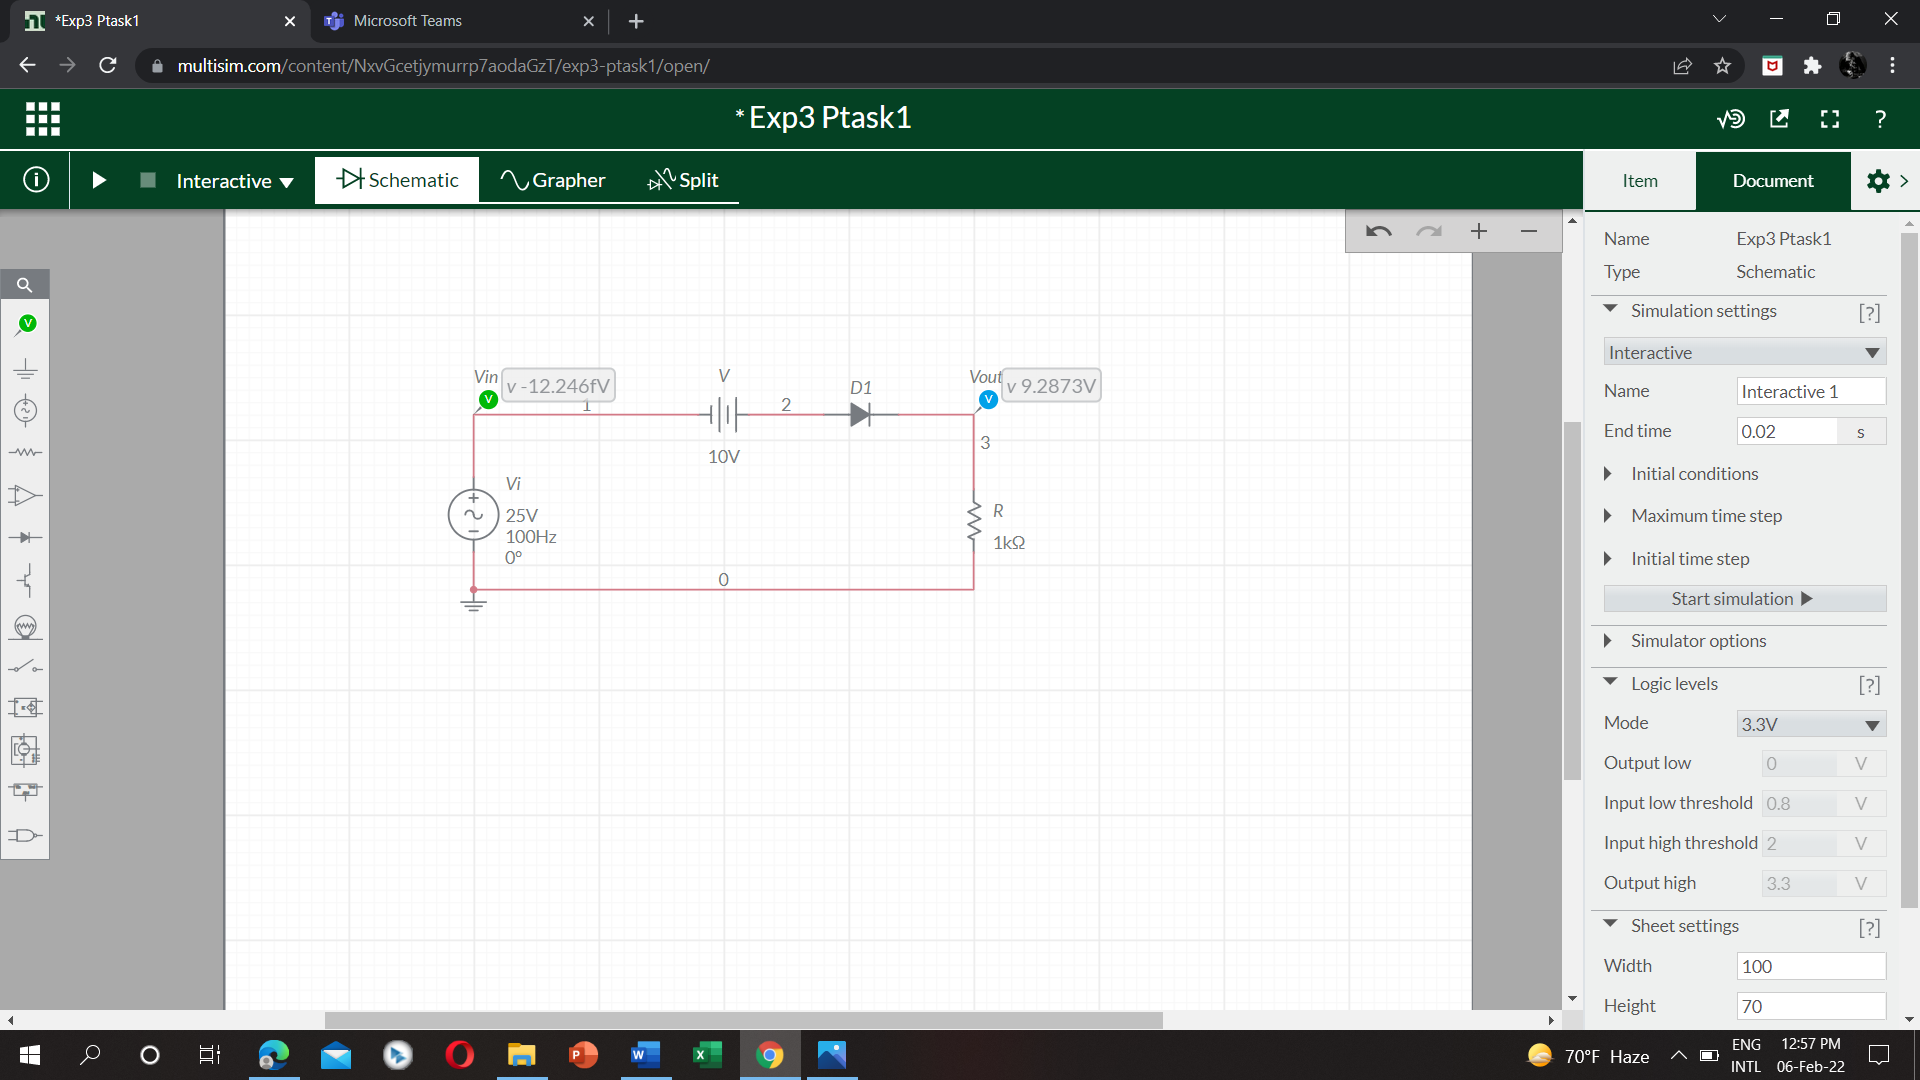 *Exp3 Ptask1
Microsoft Teams
multisim.com/content/NxvGcetjymurrp7aodaGzT/exp3-ptask1/open/
*Exp3 Ptask1
?
Interactive
Schematic
Grapher
Split
Item
Document
Name Exp3 Ptask1
Type Schematic
Simulation settings [?]
Interactive
Name Interactive 1
End time 0.02 s
Initial conditions
Maximum time step
Initial time step
Start simulation
Simulator options
Logic levels [?]
Mode 3.3V
Output low 0 V
Input low threshold 0.8 V
Input high threshold 2 V
Output high 3.3 V
Sheet settings [?]
Width 100
Height 70
V
Vin v -12.246fV
V
1
V
10V
2
D1
Vout v 9.2873V
V
3
Vi
25V
100Hz
0°
R
1kΩ
0
70°F Haze
ENG
INTL
12:57 PM
06-Feb-22